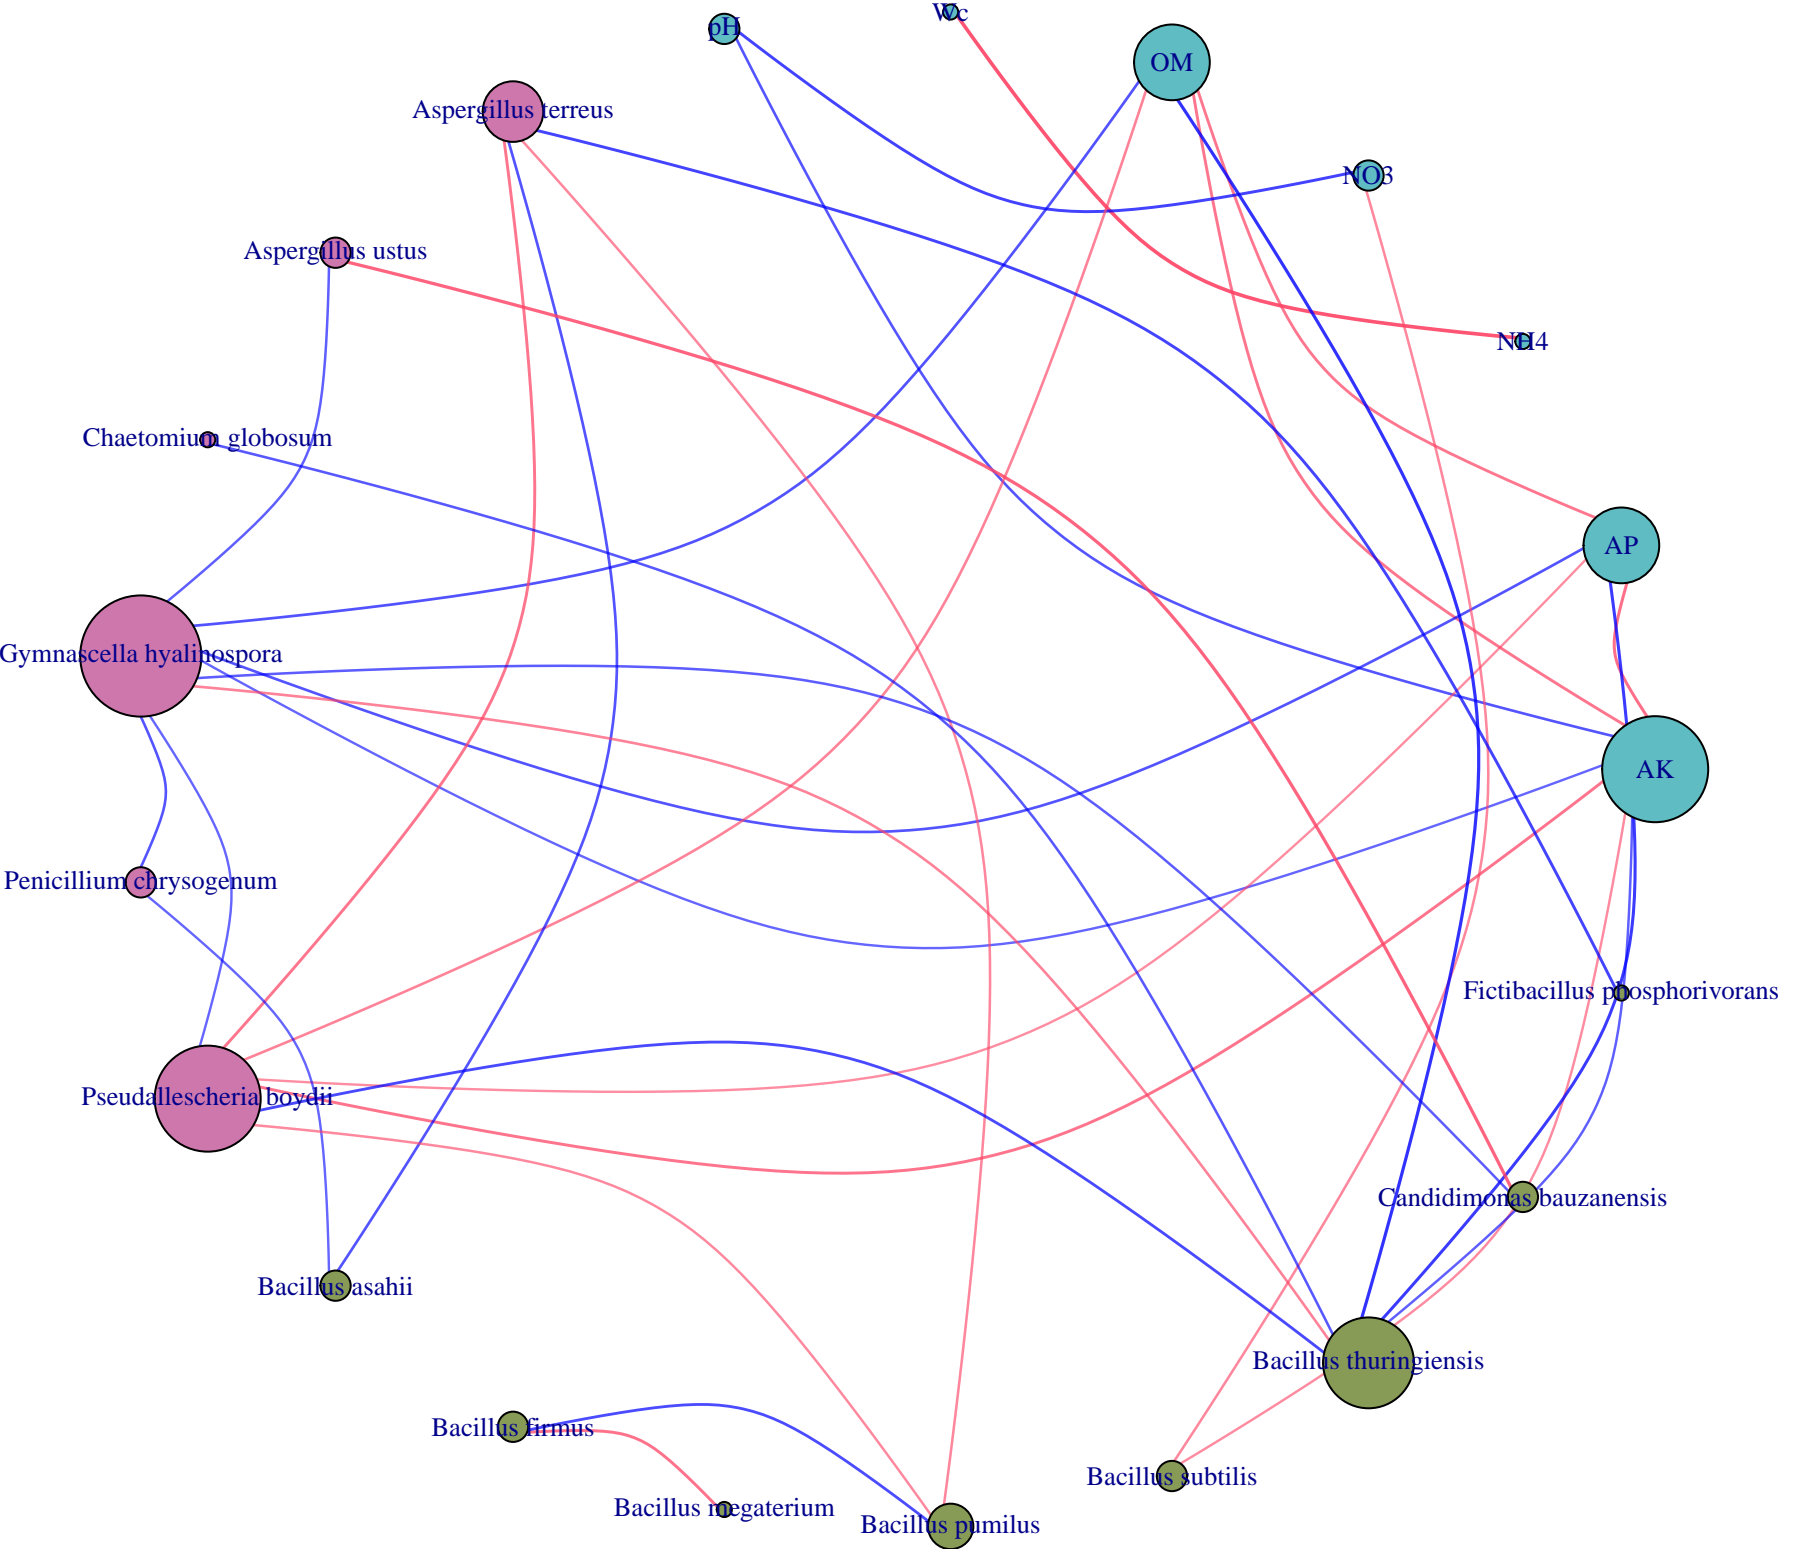 Wc
pH
OM
Aspergillus terreus
NO3
Aspergillus ustus
NH4
Chaetomium globosum
AP
Gymnascella hyalinospora
AK
Penicillium chrysogenum
Fictibacillus phosphorivorans
Pseudallescheria boydii
Candidimonas bauzanensis
Bacillus asahii
Bacillus thuringiensis
Bacillus firmus
Bacillus subtilis
Bacillus megaterium
Bacillus pumilus